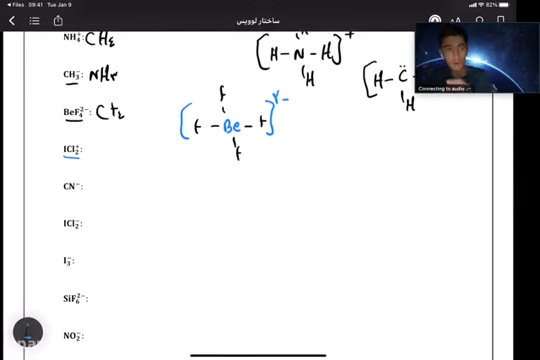 Files
09:41 Tue Jan 9
82%
ساختار لوویس
AA
NH₄⁺: CH₄
[H–N–H]⁺
H
CH₃⁻: NH₃
[H–C̈
H
BeF₄²⁻: CF₄
F
[F–Be–F]²⁻
F
ICl₂⁺:
CN⁻:
ICl₂⁻:
I₃⁻:
SiF₆²⁻:
NO₂⁻:
Connecting to audio